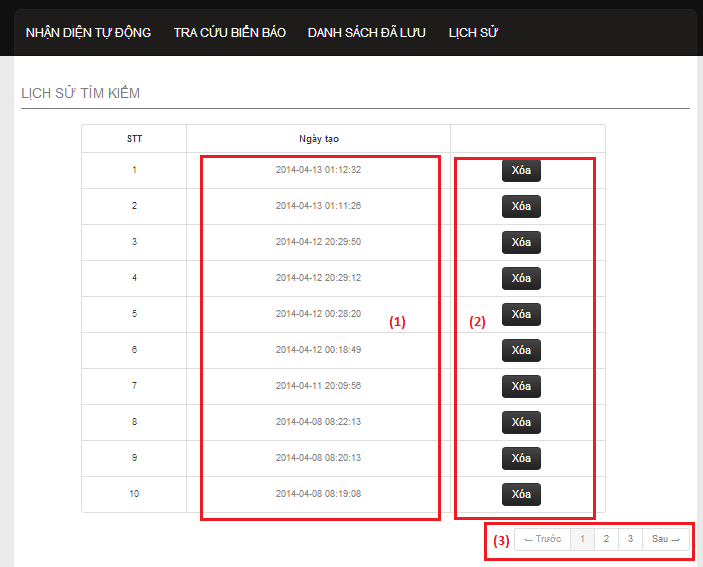 NHẬN DIỆN TỰ ĐỘNG TRA CỨU BIỂN BÁO DANH SÁCH ĐÃ LƯU LỊCH SỬ
LỊCH SỬ TÌM KIẾM
STT Ngày tạo
1 2014-04-13 01:12:32 Xóa
2 2014-04-13 01:11:26 Xóa
3 2014-04-12 20:29:50 Xóa
4 2014-04-12 20:29:12 Xóa
5 2014-04-12 00:28:20 (1) (2) Xóa
6 2014-04-12 00:18:49 Xóa
7 2014-04-11 20:09:56 Xóa
8 2014-04-08 08:22:13 Xóa
9 2014-04-08 08:20:13 Xóa
10 2014-04-08 08:19:08 Xóa
(3) ← Trước 1 2 3 Sau →